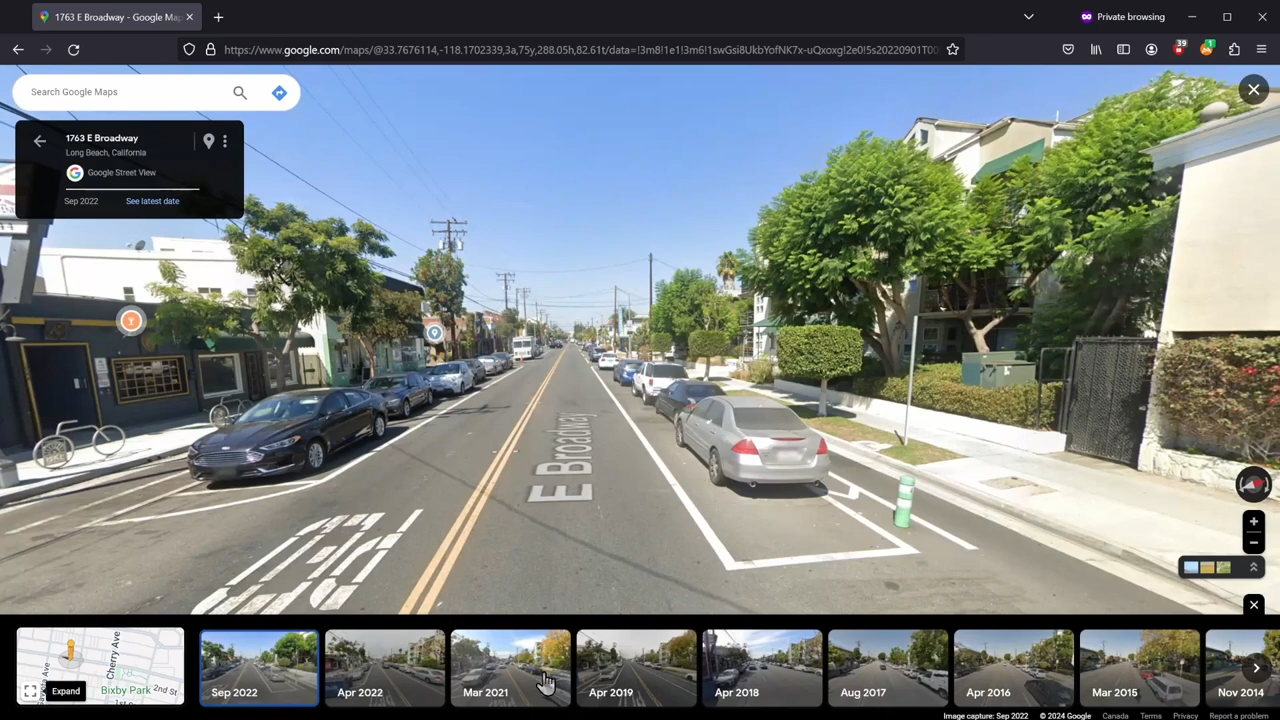 1763 E Broadway - Google Map
Private browsing
https://www.google.com/maps/@33.7676114,-118.1702339,3a,75y,288.05h,82.61t/data=!3m8!1e1!3m6!1swGsi8UkbYofNK7x-uQxoxg!2e0!5s20220901T00
39
1
Search Google Maps
1763 E Broadway
Long Beach, California
Google Street View
Sep 2022
See latest date
E Broadway
Expand
Cherry Ave
Bixby Park
2nd St
Sep 2022
Apr 2022
Mar 2021
Apr 2019
Apr 2018
Aug 2017
Apr 2016
Mar 2015
Nov 2014
Image capture: Sep 2022
© 2024 Google
Canada
Terms
Privacy
Report a problem